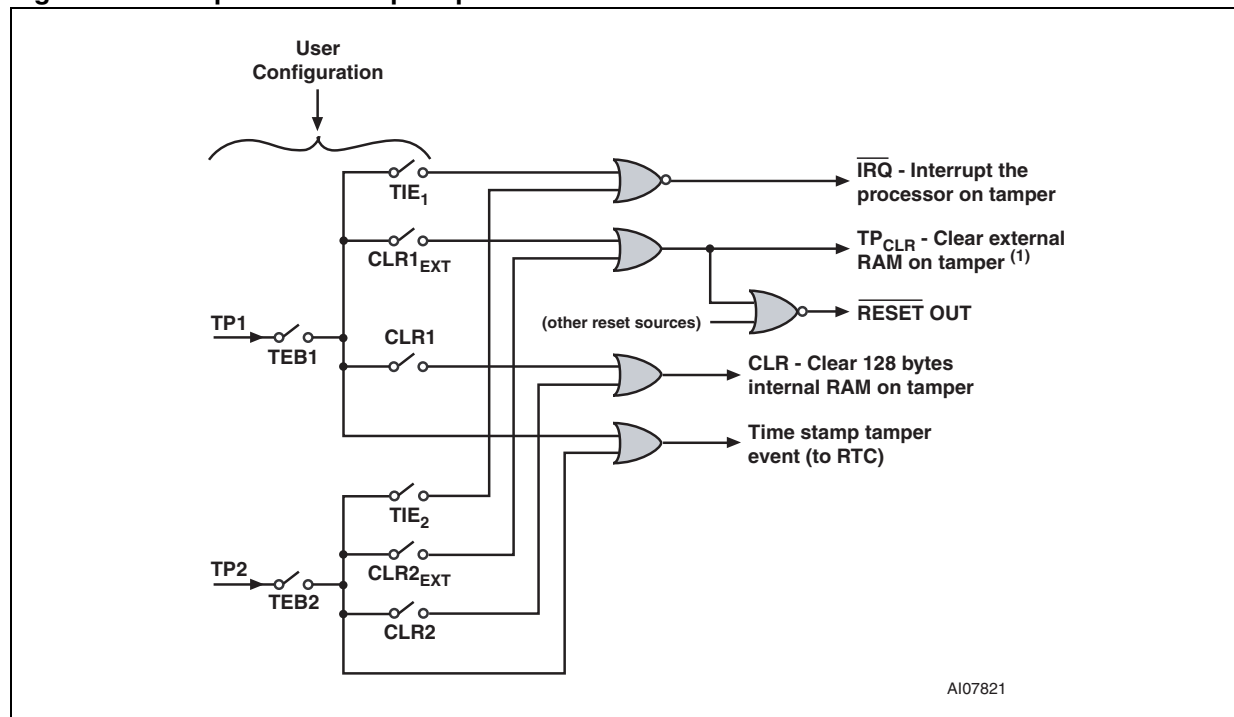 User
Configuration
TIE1
IRQ - Interrupt the
processor on tamper
CLR1EXT
TPCLR - Clear external
RAM on tamper (1)
RESET OUT
(other reset sources)
TP1
TEB1
CLR1
CLR - Clear 128 bytes
internal RAM on tamper
Time stamp tamper
event (to RTC)
TIE2
CLR2EXT
TP2
TEB2
CLR2
AI07821